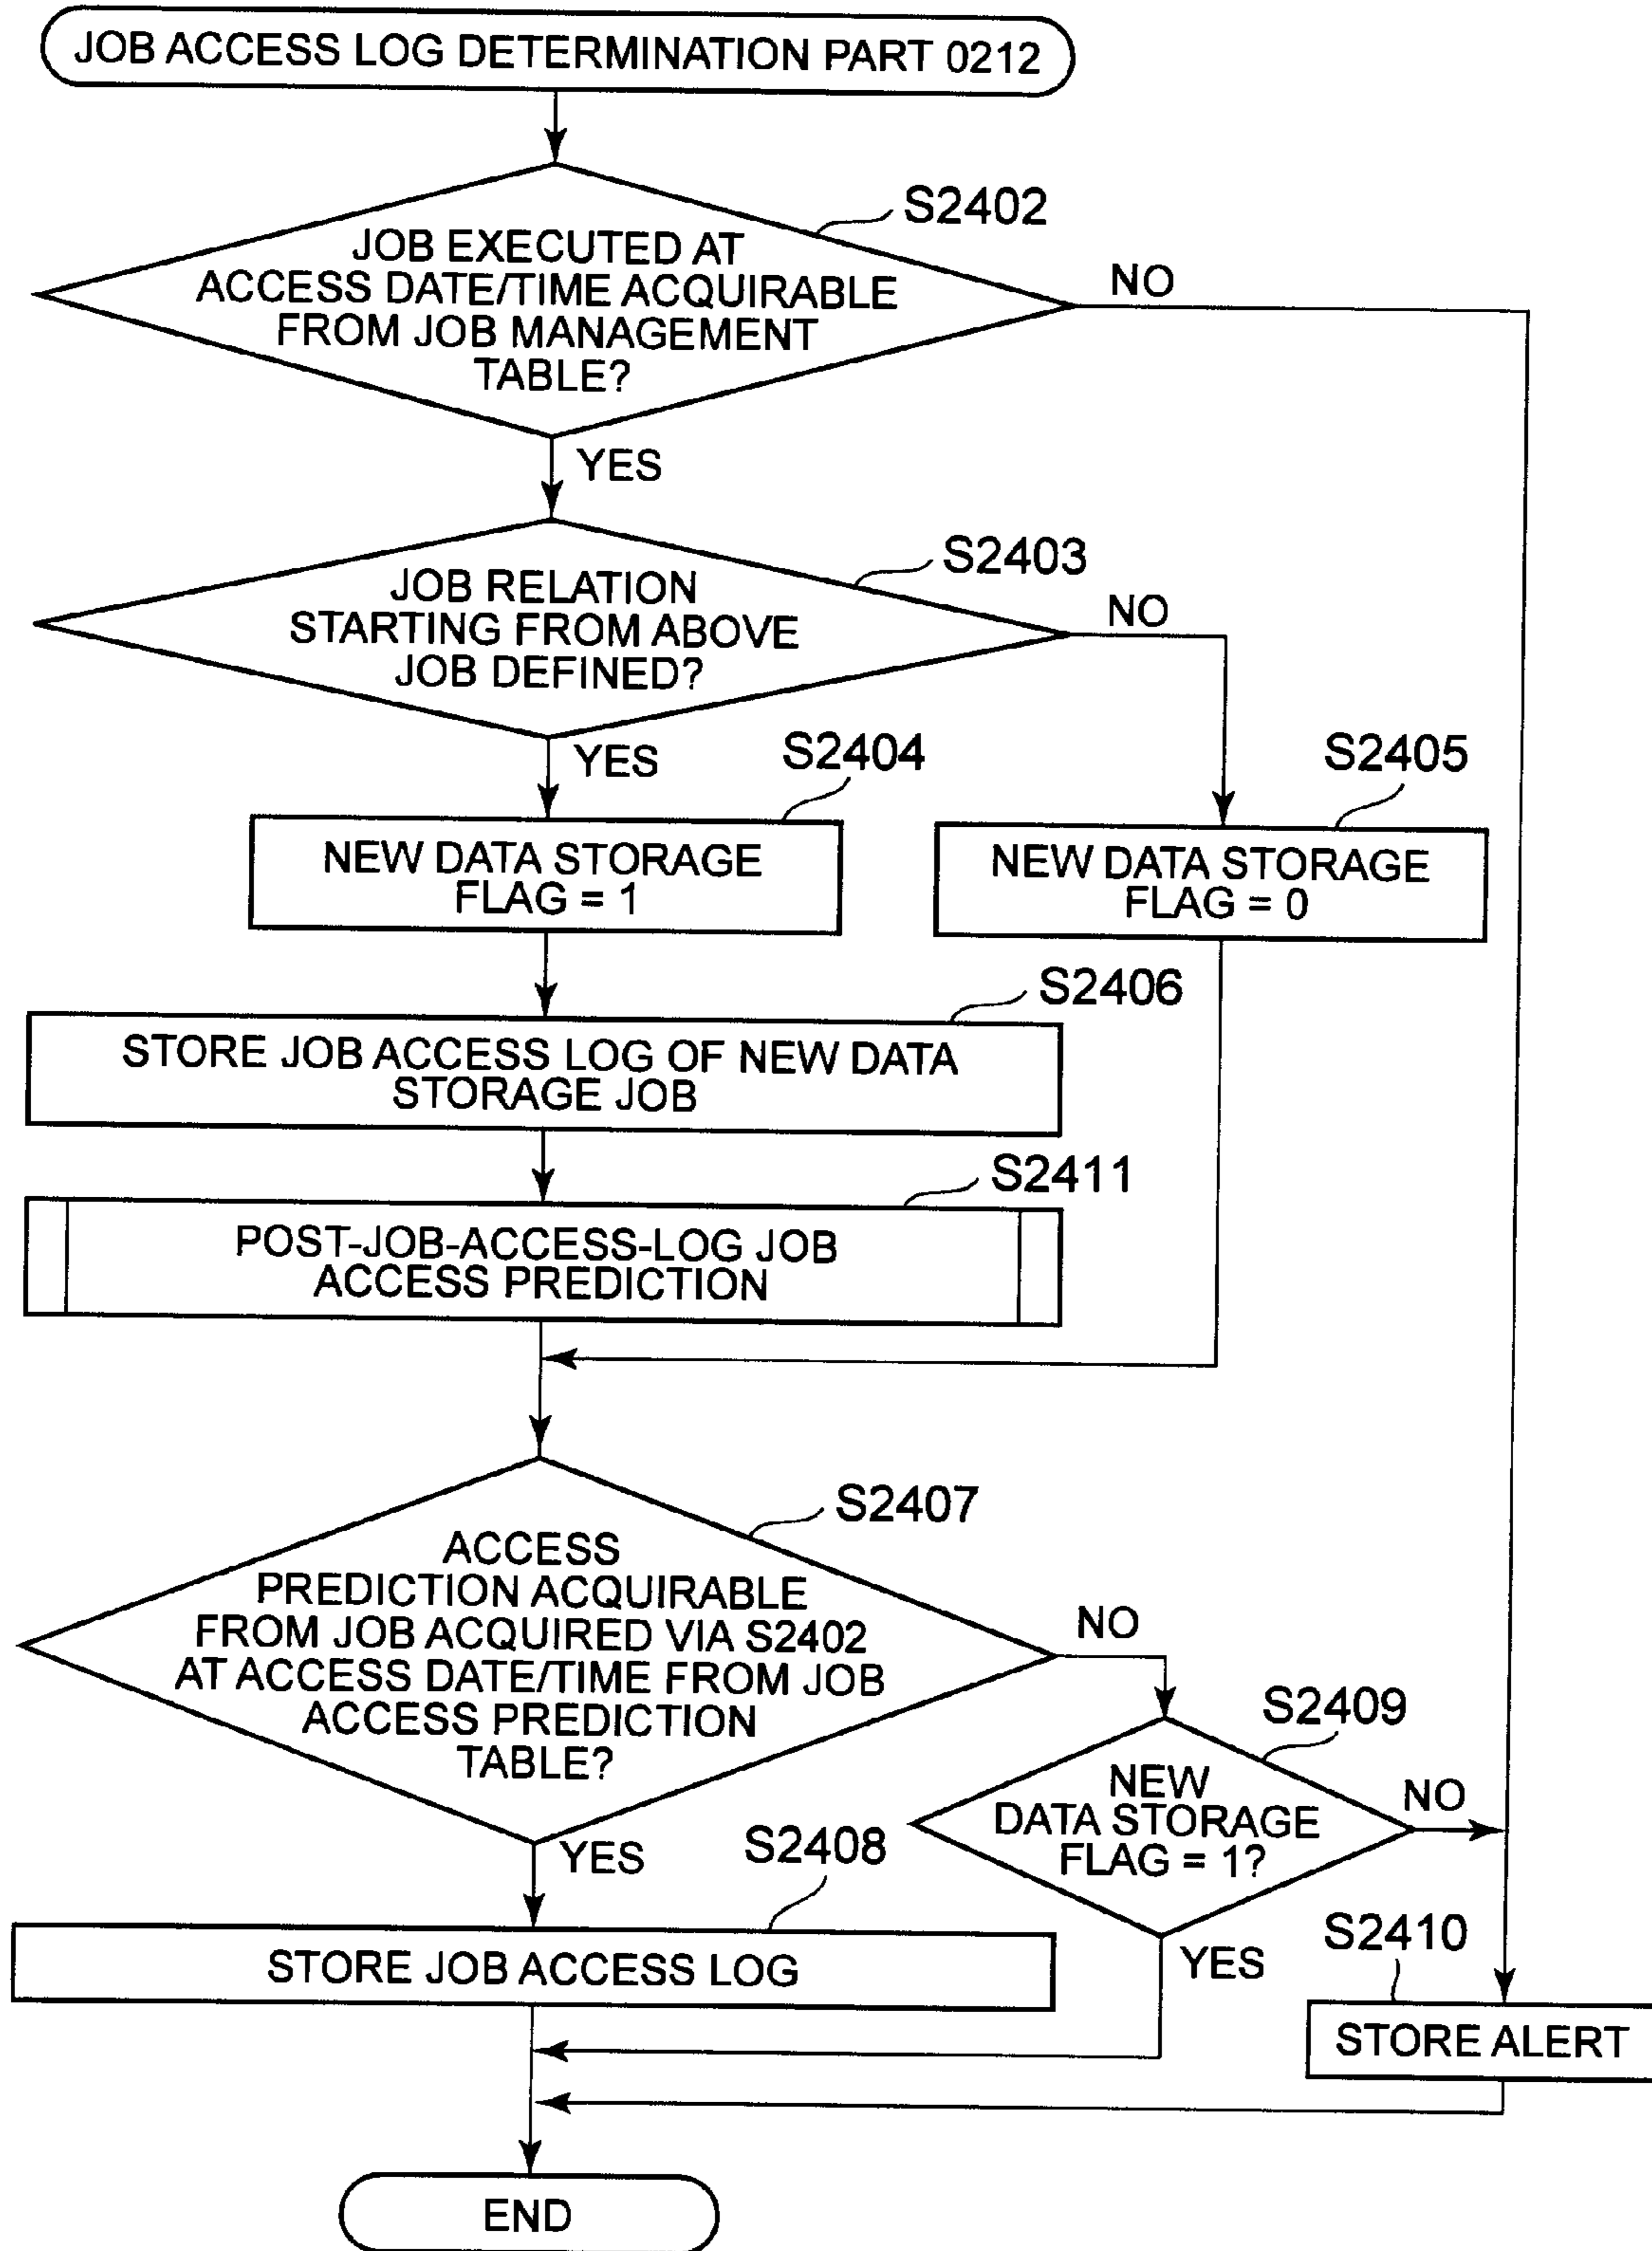 JOB ACCESS LOG DETERMINATION PART 0212
S2402
JOB EXECUTED AT
ACCESS DATE/TIME ACQUIRABLE
FROM JOB MANAGEMENT
TABLE?
NO
YES
S2403
JOB RELATION
STARTING FROM ABOVE
JOB DEFINED?
NO
YES
S2404
NEW DATA STORAGE
FLAG = 1
S2405
NEW DATA STORAGE
FLAG = 0
S2406
STORE JOB ACCESS LOG OF NEW DATA
STORAGE JOB
S2411
POST-JOB-ACCESS-LOG JOB
ACCESS PREDICTION
S2407
ACCESS
PREDICTION ACQUIRABLE
FROM JOB ACQUIRED VIA S2402
AT ACCESS DATE/TIME FROM JOB
ACCESS PREDICTION
TABLE?
NO
YES
S2409
NEW
DATA STORAGE
FLAG = 1?
NO
YES
S2408
STORE JOB ACCESS LOG
S2410
STORE ALERT
END